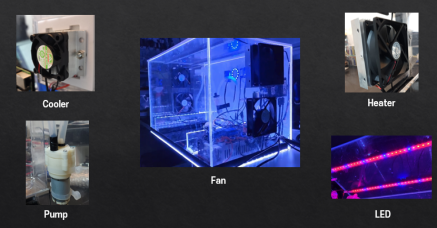 Cooler
Heater
Fan
Pump
LED